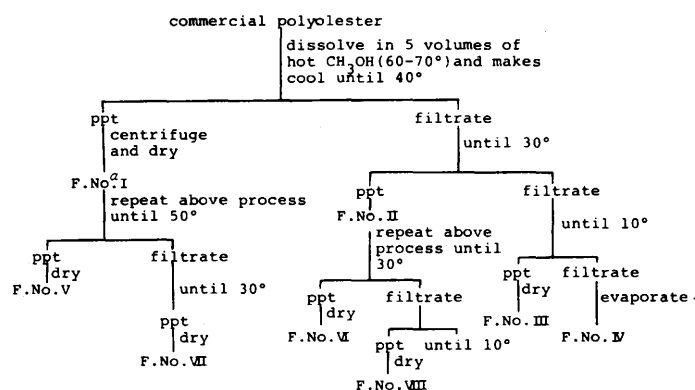 commercial polyolester
dissolve in 5 volumes of
hot CH3OH(60-70°)and makes
cool until 40°
ppt
centrifuge
and dry
F.No.ᵃI
repeat above process
until 50°
ppt
dry
F.No.V
filtrate
until 30°
ppt
dry
F.No.VII
filtrate
until 30°
ppt
F.No.II
repeat above
process until
30°
ppt
dry
F.No.VI
filtrate
until 10°
ppt
dry
F.No.VIII
filtrate
until 10°
ppt
dry
F.No.III
filtrate
evaporate.
F.No.IV